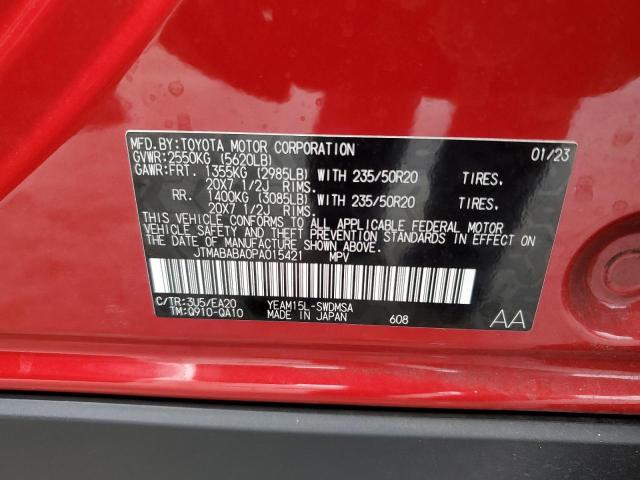 MFD.BY:TOYOTA MOTOR CORPORATION 01/23
GVWR:2550KG (5620LB)
GAWR:FRT. 1355KG (2985LB) WITH 235/50R20 TIRES,
20X7 1/2J RIMS.
RR. 1400KG (3085LB) WITH 235/50R20 TIRES,
20X7 1/2J RIMS.
THIS VEHICLE CONFORMS TO ALL APPLICABLE FEDERAL MOTOR
VEHICLE SAFETY AND THEFT PREVENTION STANDARDS IN EFFECT
ON THE DATE OF MANUFACTURE SHOWN ABOVE.
JTMABABA0PA015421 MPV
C/TR:3U5/EA20 YEAM15L-SWDMSA
TM:Q910-QA10 MADE IN JAPAN 608 AA